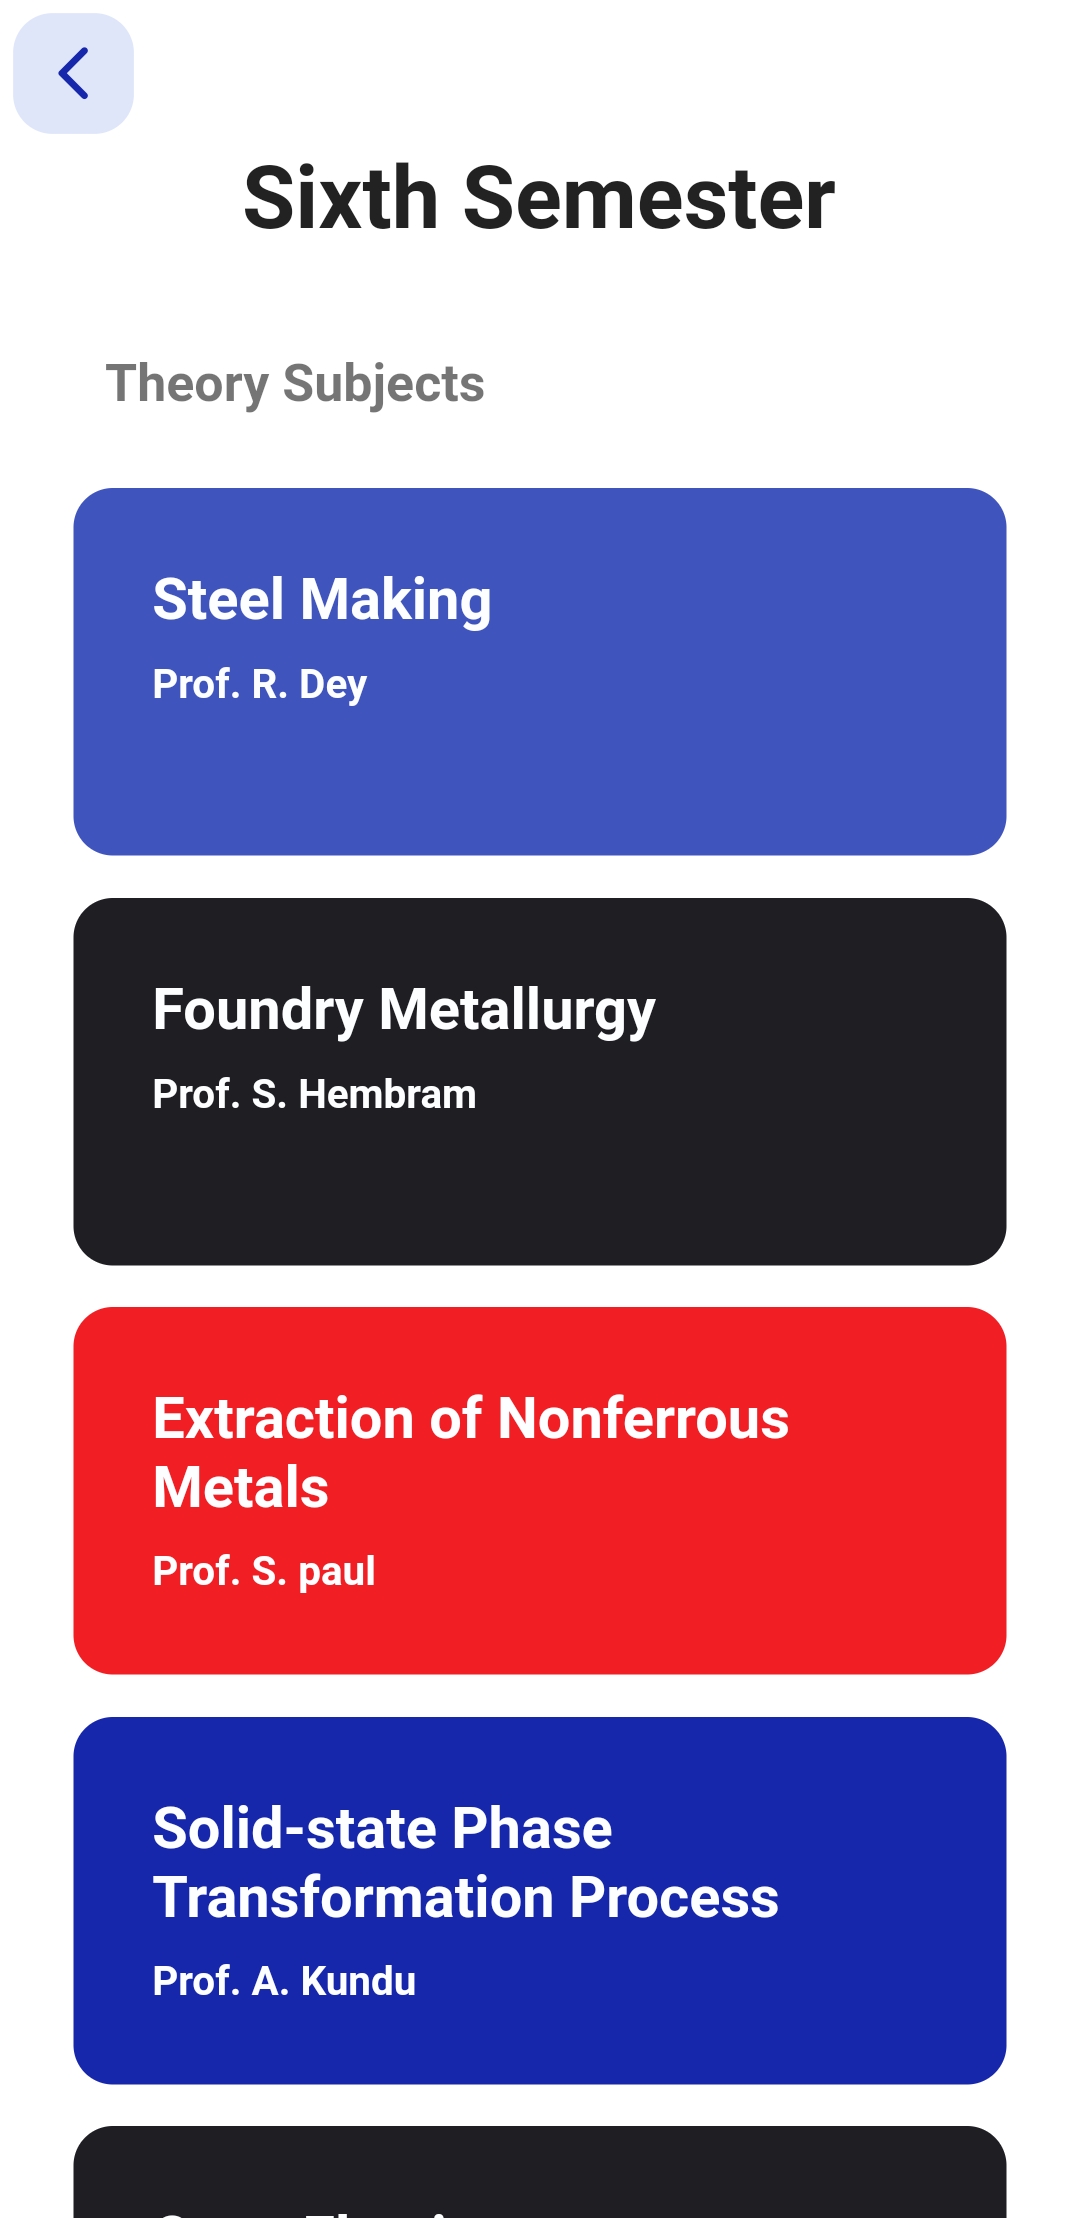 Sixth Semester
Theory Subjects
Steel Making
Prof. R. Dey
Foundry Metallurgy
Prof. S. Hembram
Extraction of Nonferrous
Metals
Prof. S. paul
Solid-state Phase
Transformation Process
Prof. A. Kundu